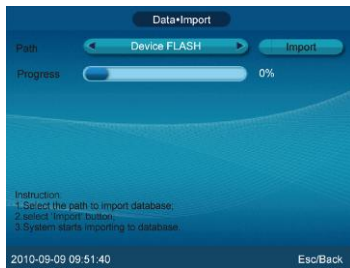 Data•Import
Path Device FLASH Import
Progress 0%
Instruction:
1.Select the path to import database;
2.select 'Import' button;
3.System starts importing to database.
2010-09-09 09:51:40 Esc/Back